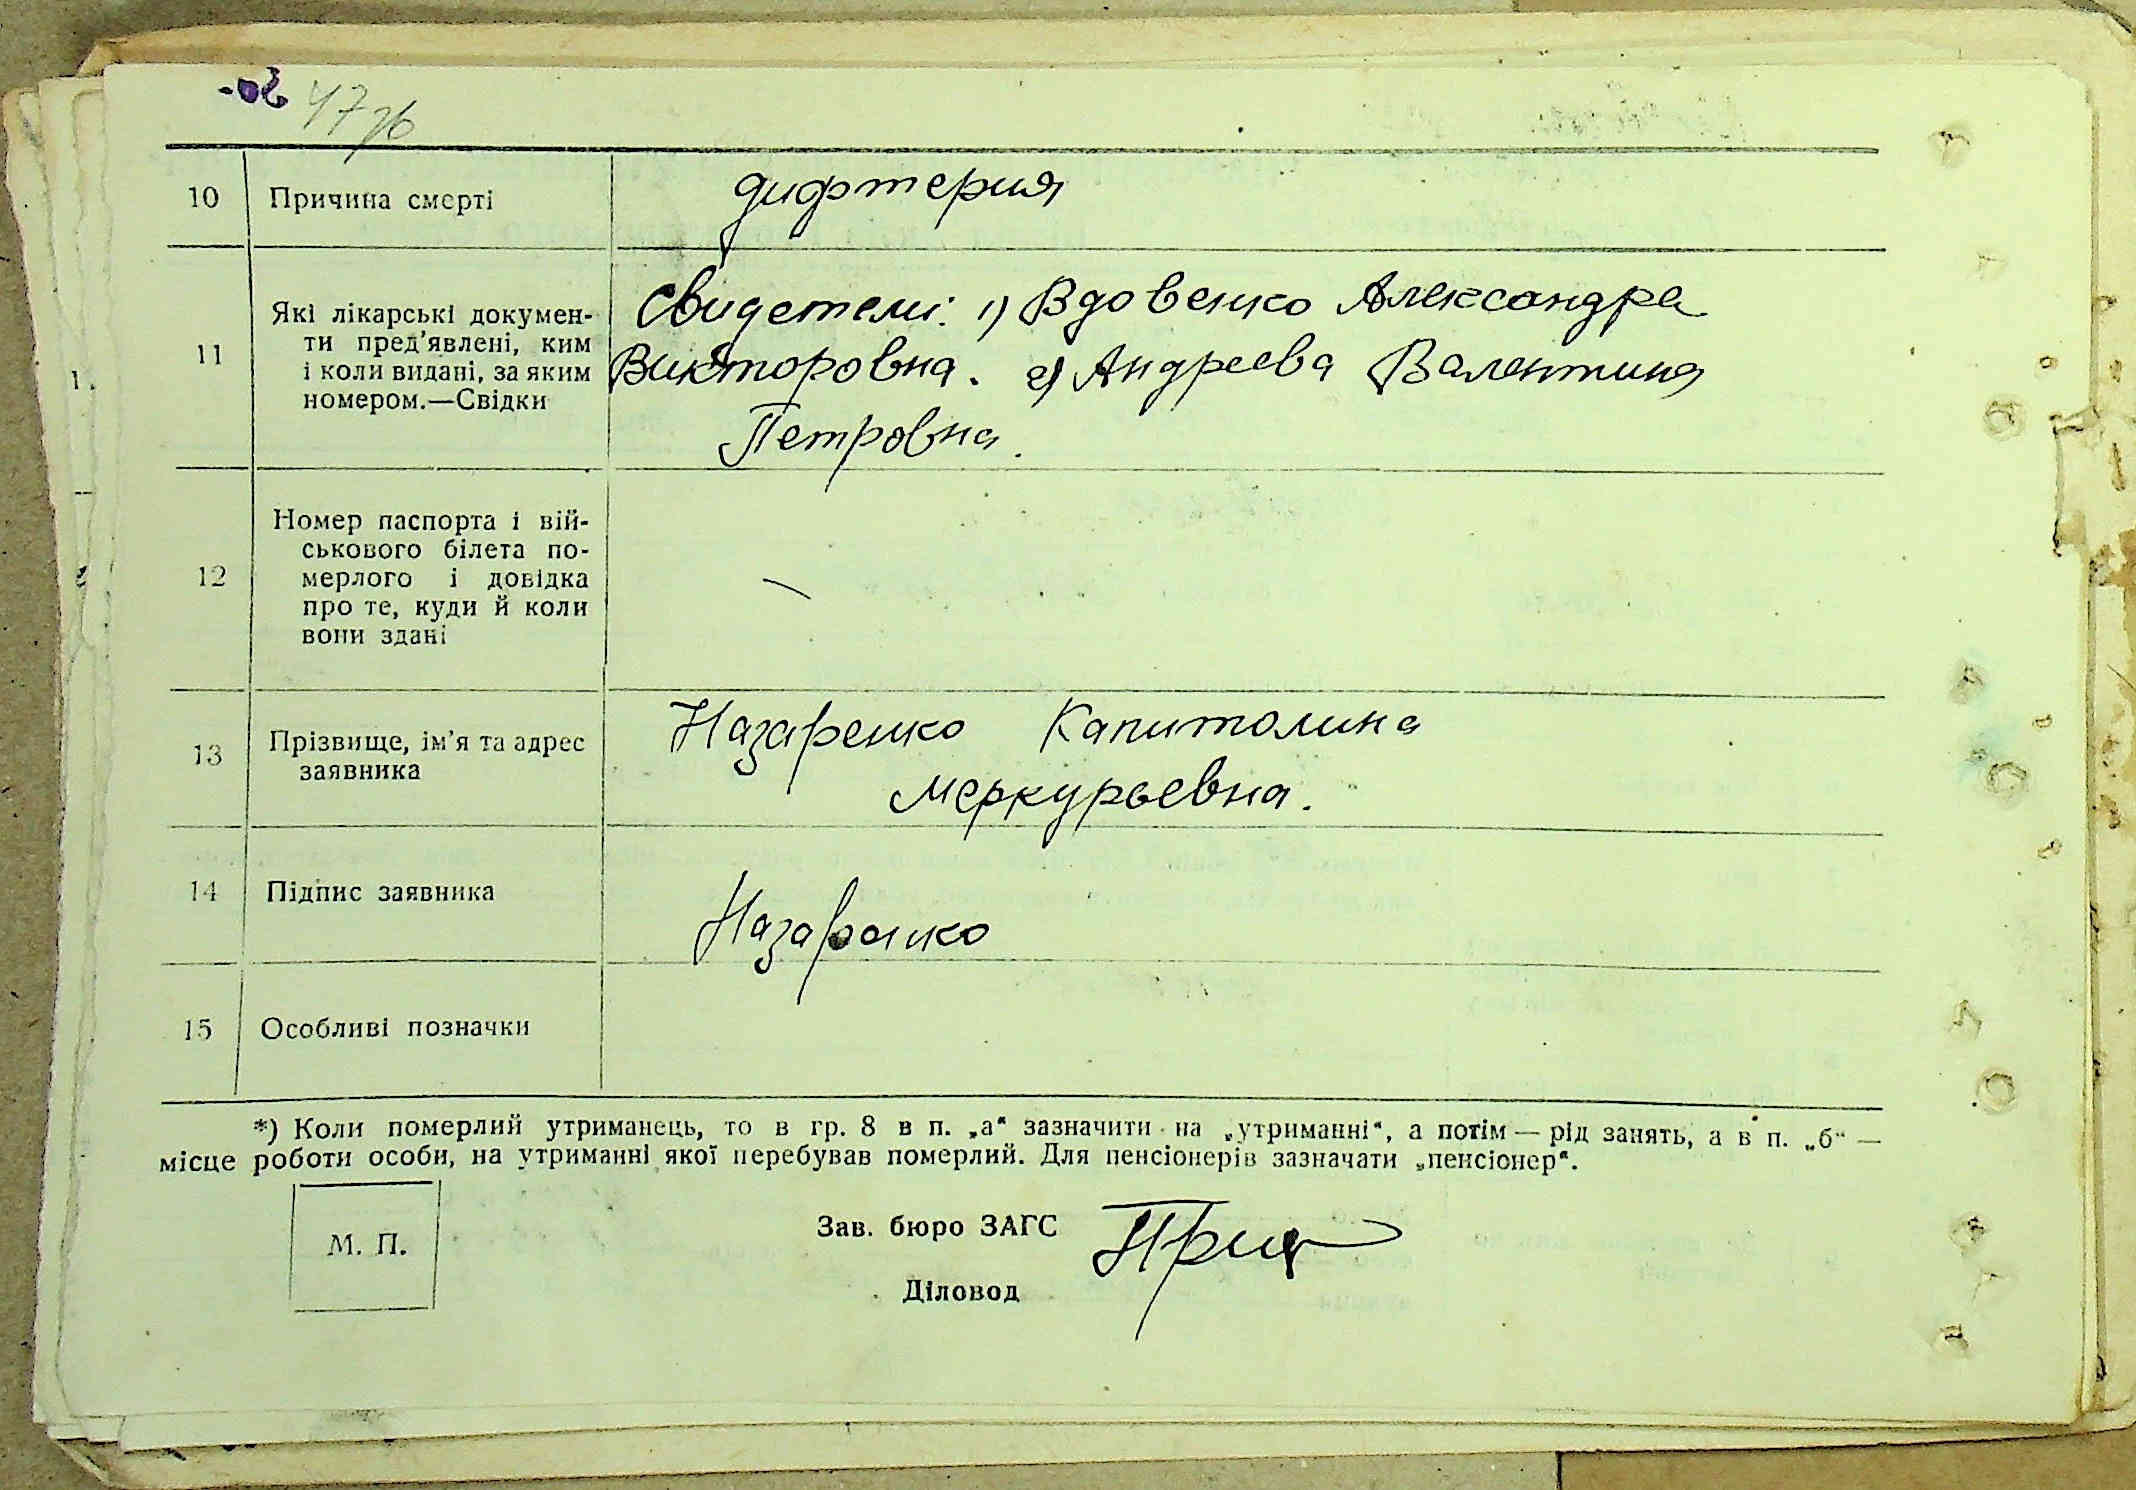 47 зв
10 Причина смерті дифтерия
11 Які лікарські докумен-
ти пред’явлені, ким
і коли видані, за яким
номером.—Свідки
Свидетели: 1) Вдовенко Александра
Викторовна. 2) Андреева Валентина
Петровна.
12 Номер паспорта і вій-
ськового білета по-
мерлого і довідка
про те, куди й коли
вони здані
—
13 Прізвище, ім’я та адрес
заявника
Назаренко Капитолина
Меркурьевна.
14 Підпис заявника Назаренко
15 Особливі позначки
*) Коли померлий утриманець, то в гр. 8 в п. „а“ зазначити на „утриманні“, а потім — рід занять, а в п. „б“ —
місце роботи особи, на утриманні якої перебував померлий. Для пенсіонерів зазначати „пенсіонер“.
М. П.
Зав. бюро ЗАГС
Діловод